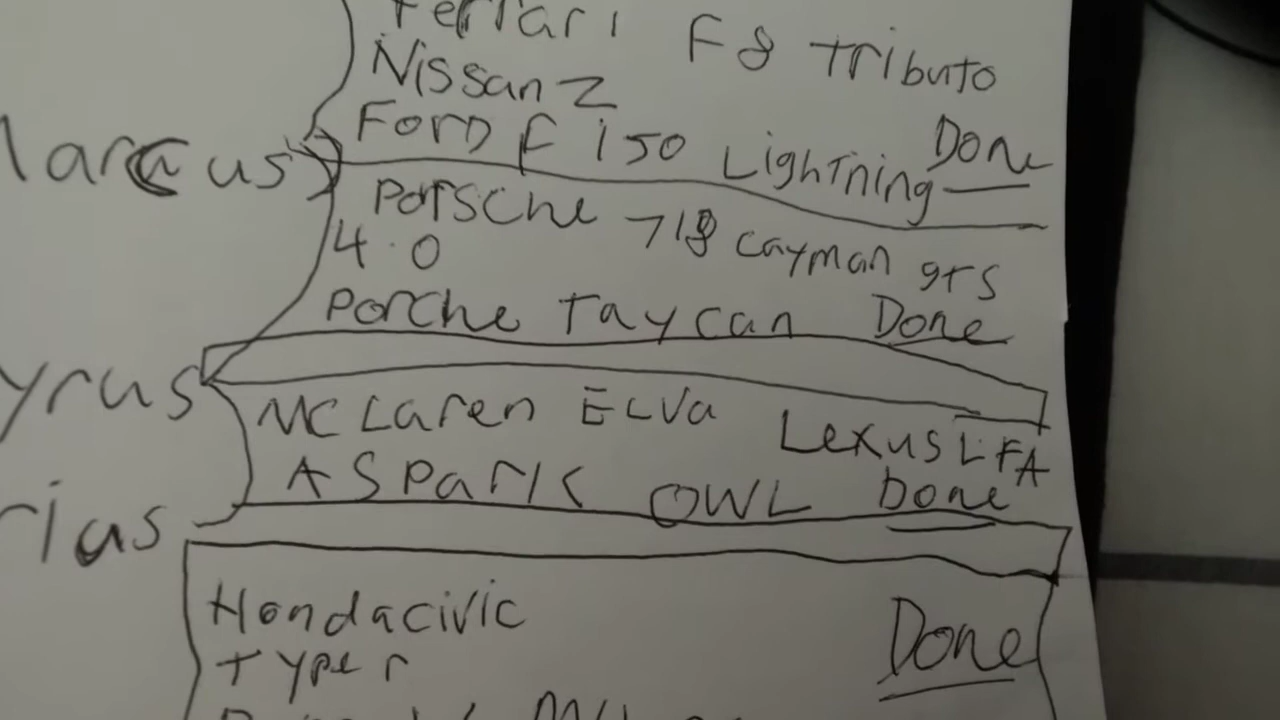 Ferrari F8 Tributo
Nissan Z
Ford F 150 Lightning Done
Marcus
Porsche 718 cayman gts
4.0
Porche Taycan Done
yrus
McLaren ELVa Lexus LFA
ASPark OWL Done
rias
Hondacivic
type r Done